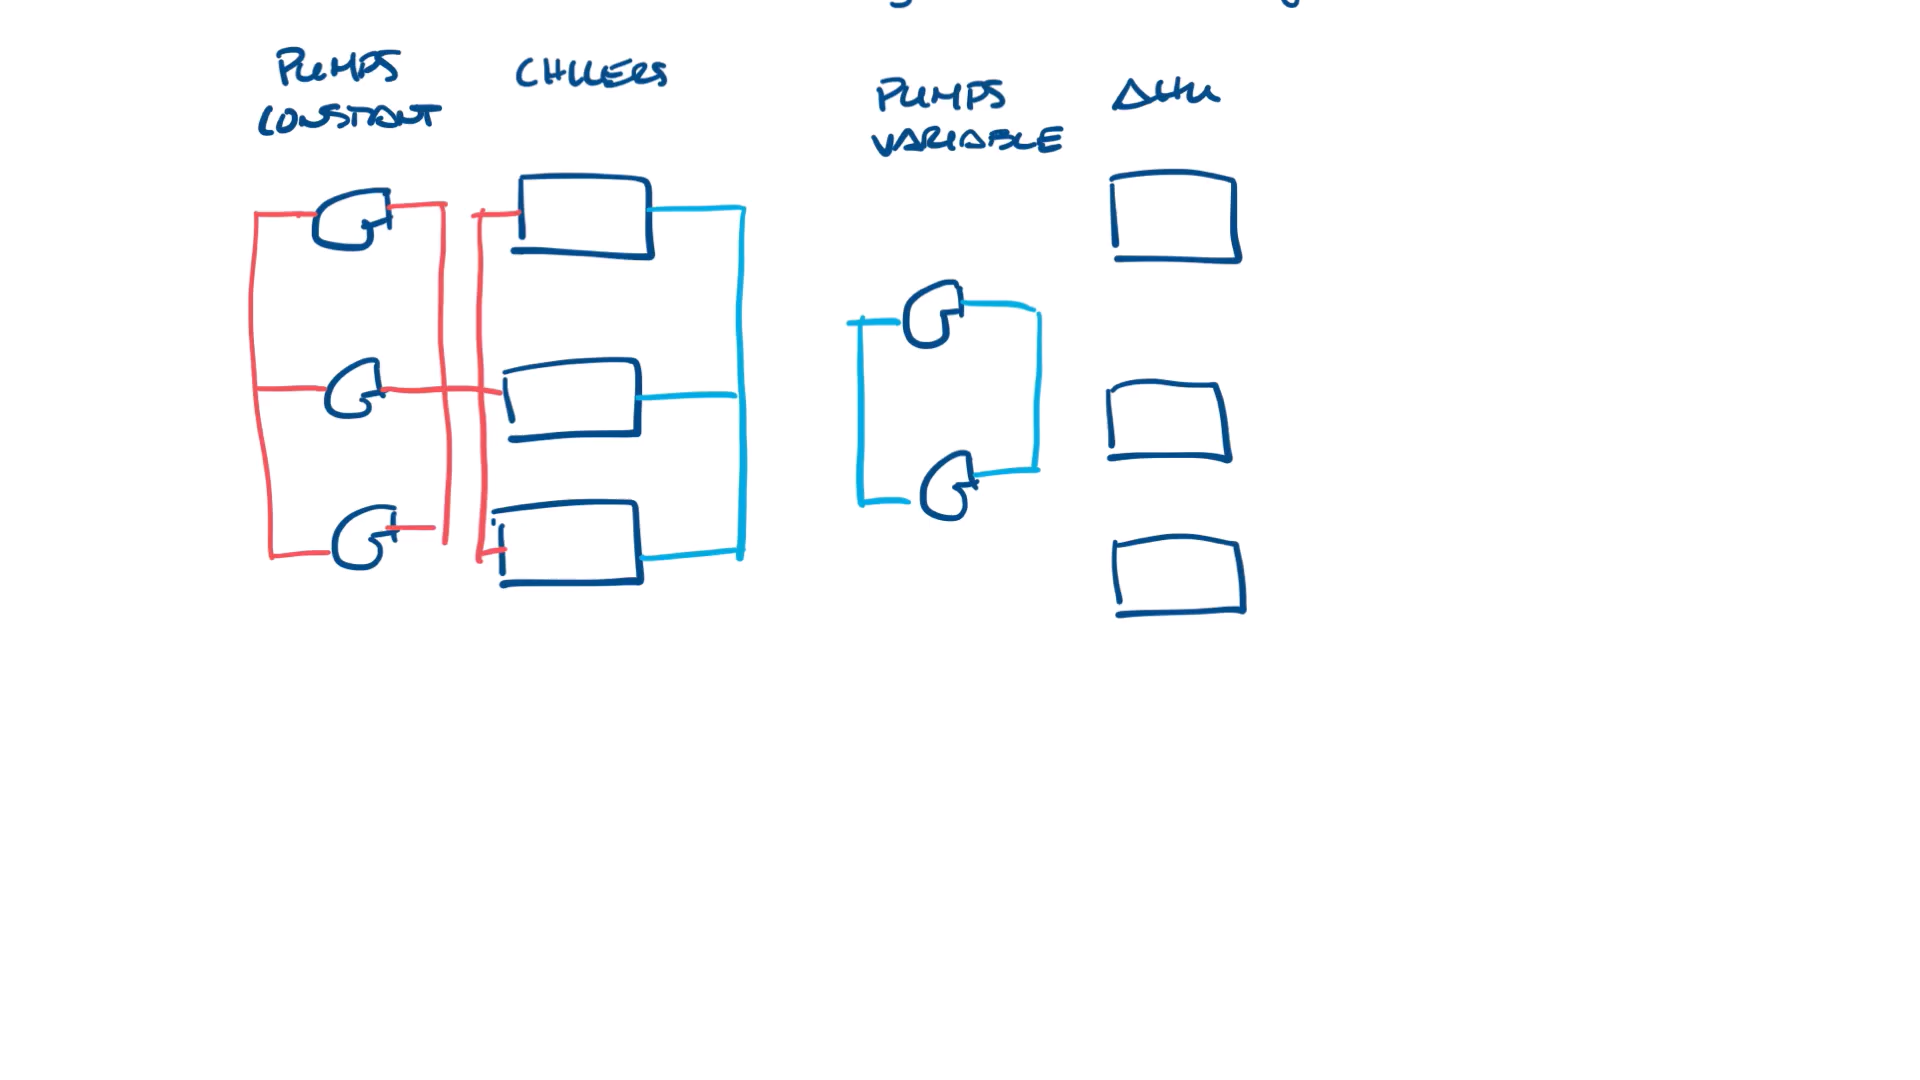 PUMPS
CONSTANT
CHILLERS
PUMPS
VARIABLE
AHU